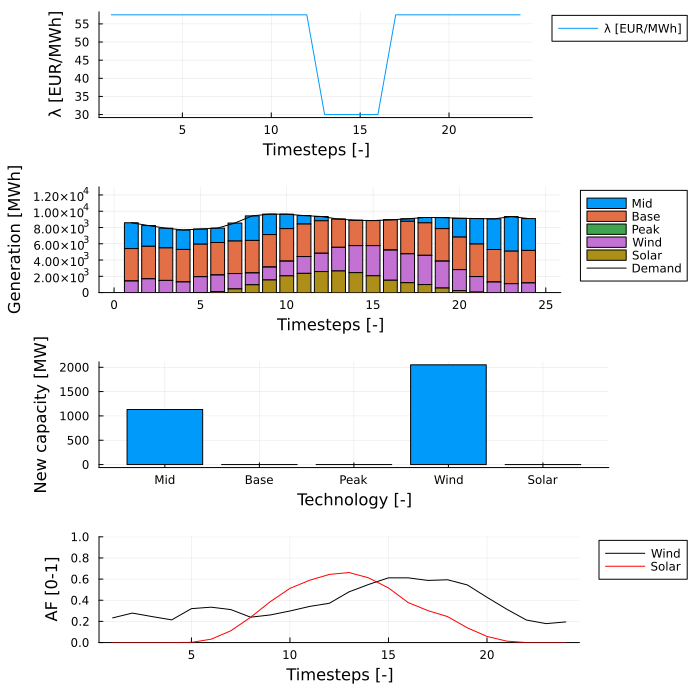 55
50
45
40
35
30
λ [EUR/MWh]
5
10
15
20
Timesteps [-]
λ [EUR/MWh]
1.20×10⁴
1.00×10⁴
8.00×10³
6.00×10³
4.00×10³
2.00×10³
0
Generation [MWh]
0
5
10
15
20
25
Timesteps [-]
Mid
Base
Peak
Wind
Solar
Demand
2000
1500
1000
500
0
New capacity [MW]
Mid
Base
Peak
Wind
Solar
Technology [-]
1.0
0.8
0.6
0.4
0.2
0.0
AF [0-1]
5
10
15
20
Timesteps [-]
Wind
Solar